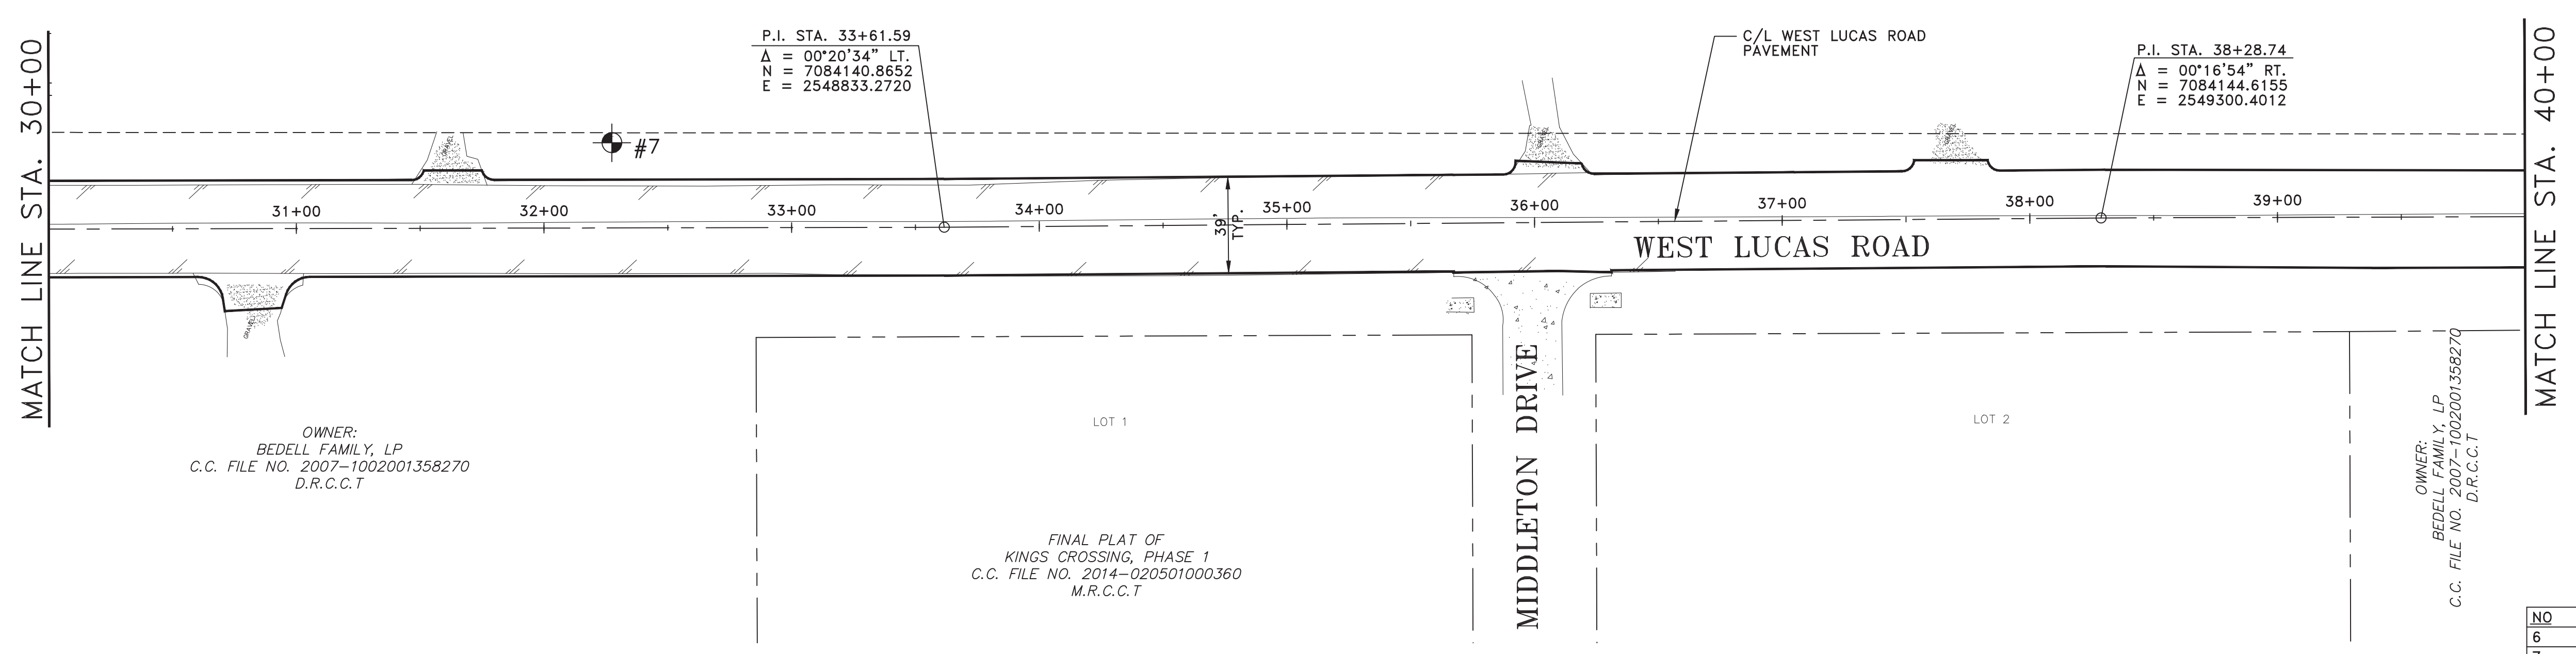 MATCH LINE STA. 30+00
P.I. STA. 33+61.59
Δ = 00°20'34" LT.
N = 7084140.8652
E = 2548833.2720
C/L WEST LUCAS ROAD
PAVEMENT
P.I. STA. 38+28.74
Δ = 00°16'54" RT.
N = 7084144.6155
E = 2549300.4012
MATCH LINE STA. 40+00
GRAVEL
#7
GRAVEL
GRAVEL
31+00
32+00
33+00
34+00
35+00
36+00
37+00
38+00
39+00
39'
TYP.
WEST LUCAS ROAD
GRAVEL
MIDDLETON DRIVE
LOT 1
LOT 2
OWNER:
BEDELL FAMILY, LP
C.C. FILE NO. 2007-1002001358270
D.R.C.C.T
FINAL PLAT OF
KINGS CROSSING, PHASE 1
C.C. FILE NO. 2014-020501000360
M.R.C.C.T
OWNER:
BEDELL FAMILY, LP
C.C. FILE NO. 2007-1002001358270
D.R.C.C.T
NO
6